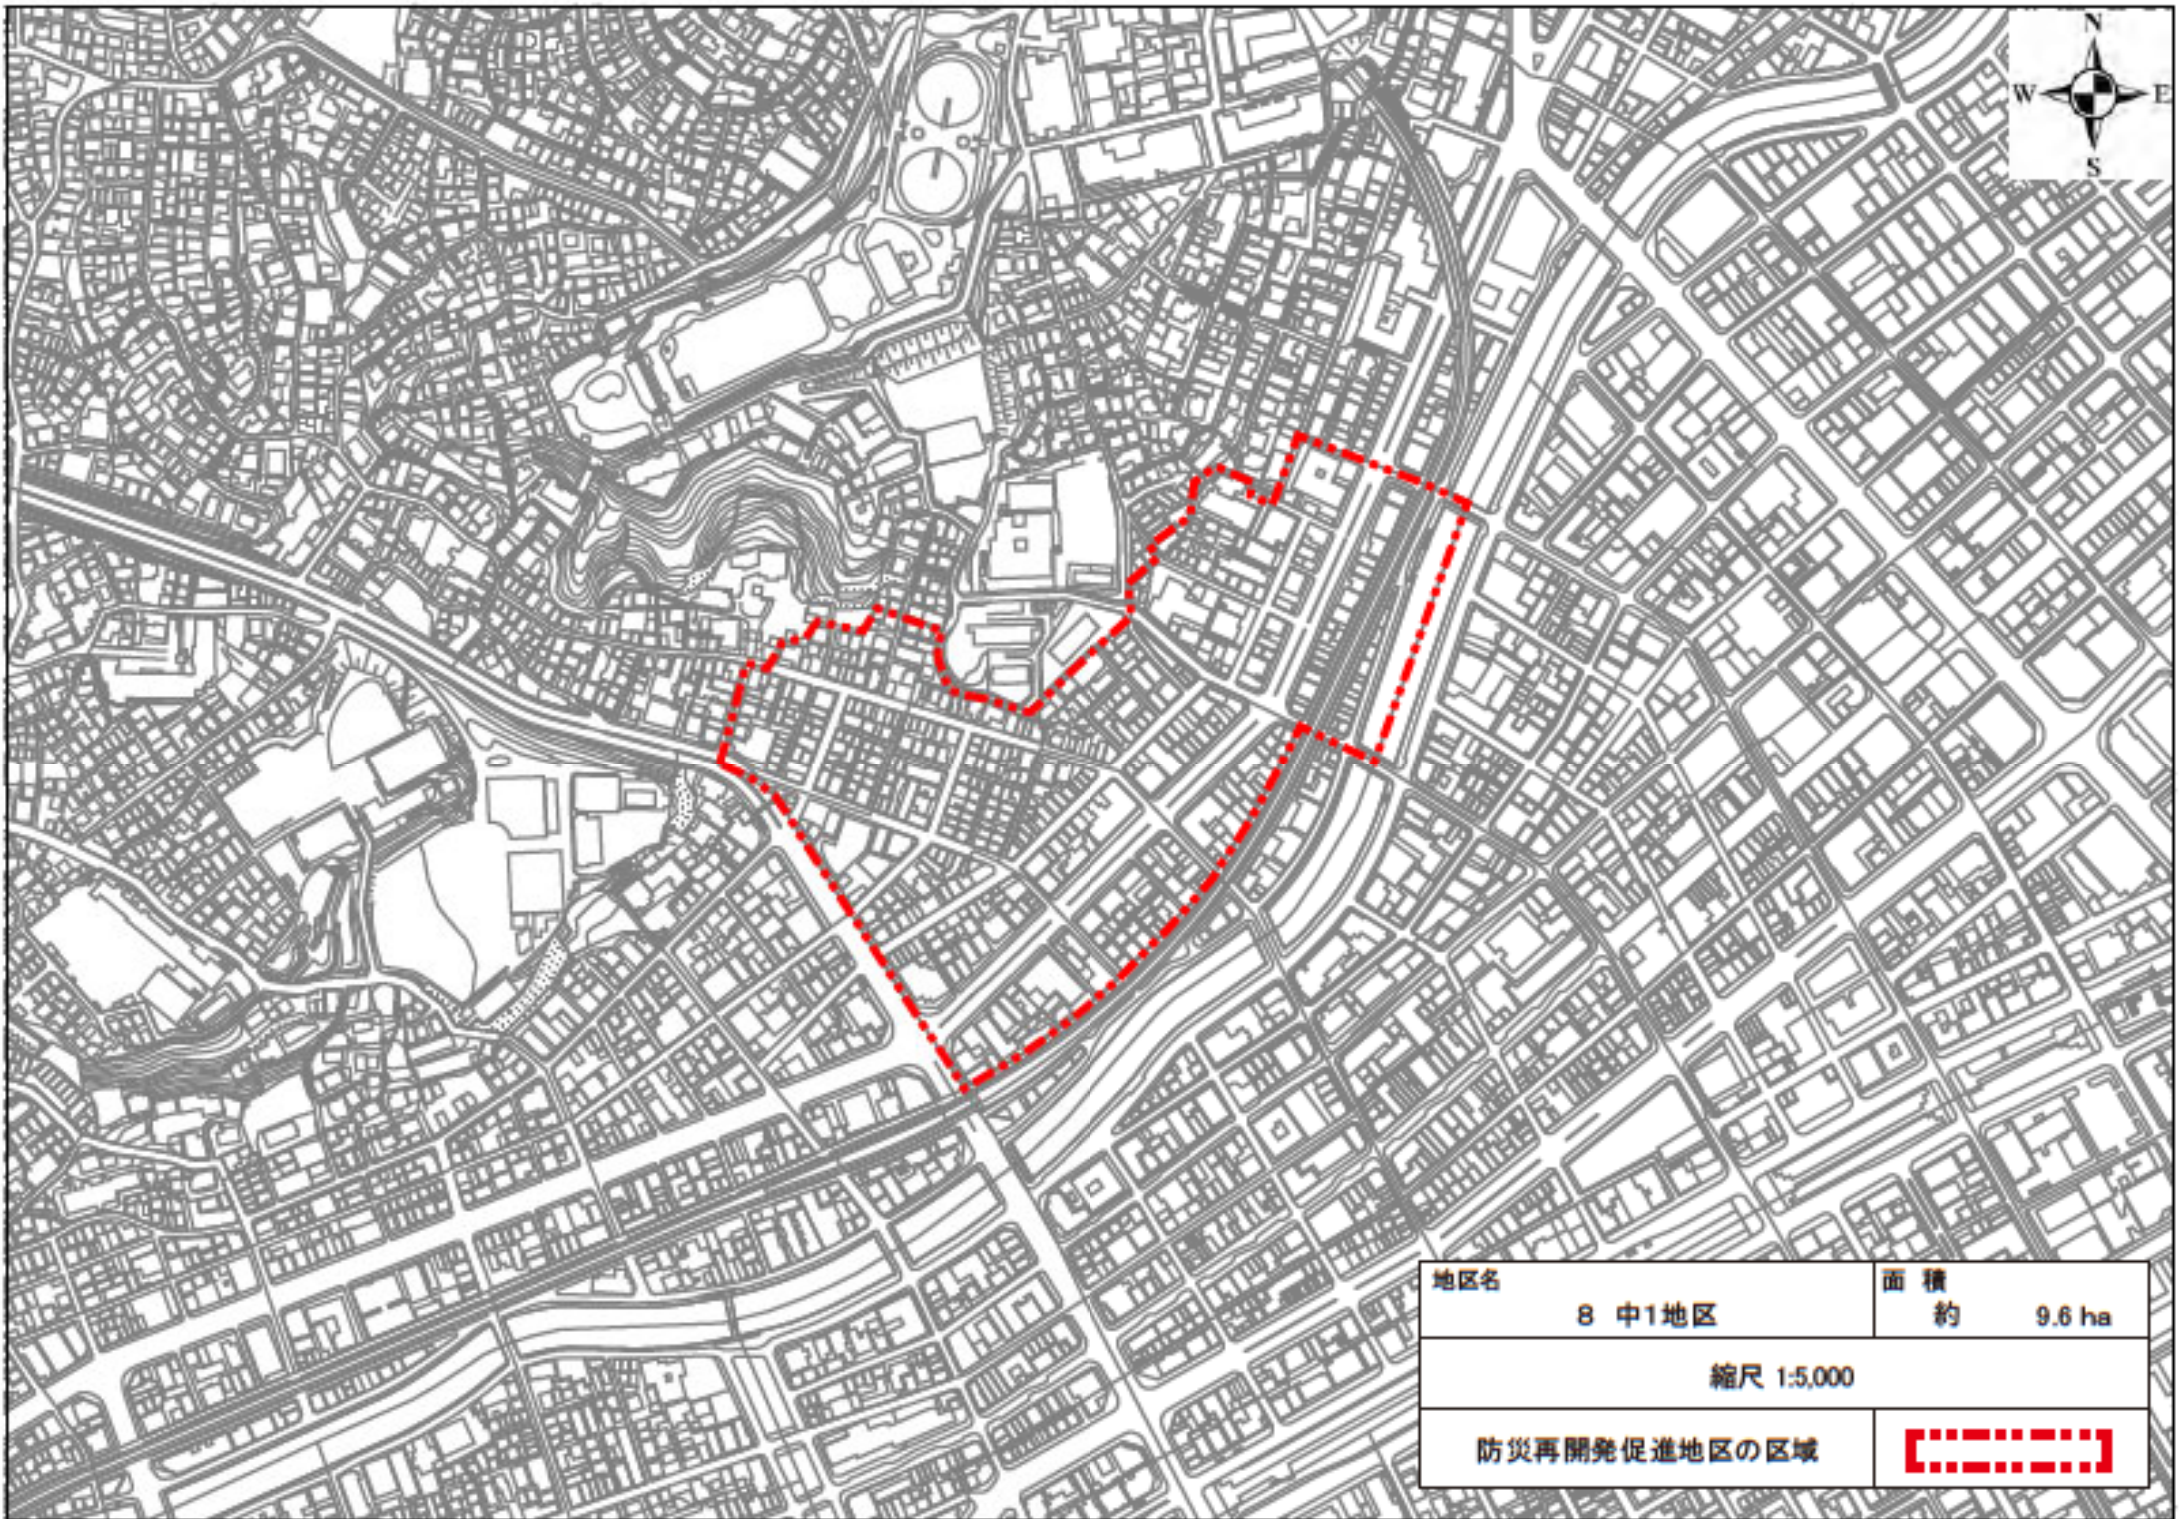 N
W E
S
地区名
8 中1地区
面 積
約 9.6 ha
縮尺 1:5,000
防災再開発促進地区の区域